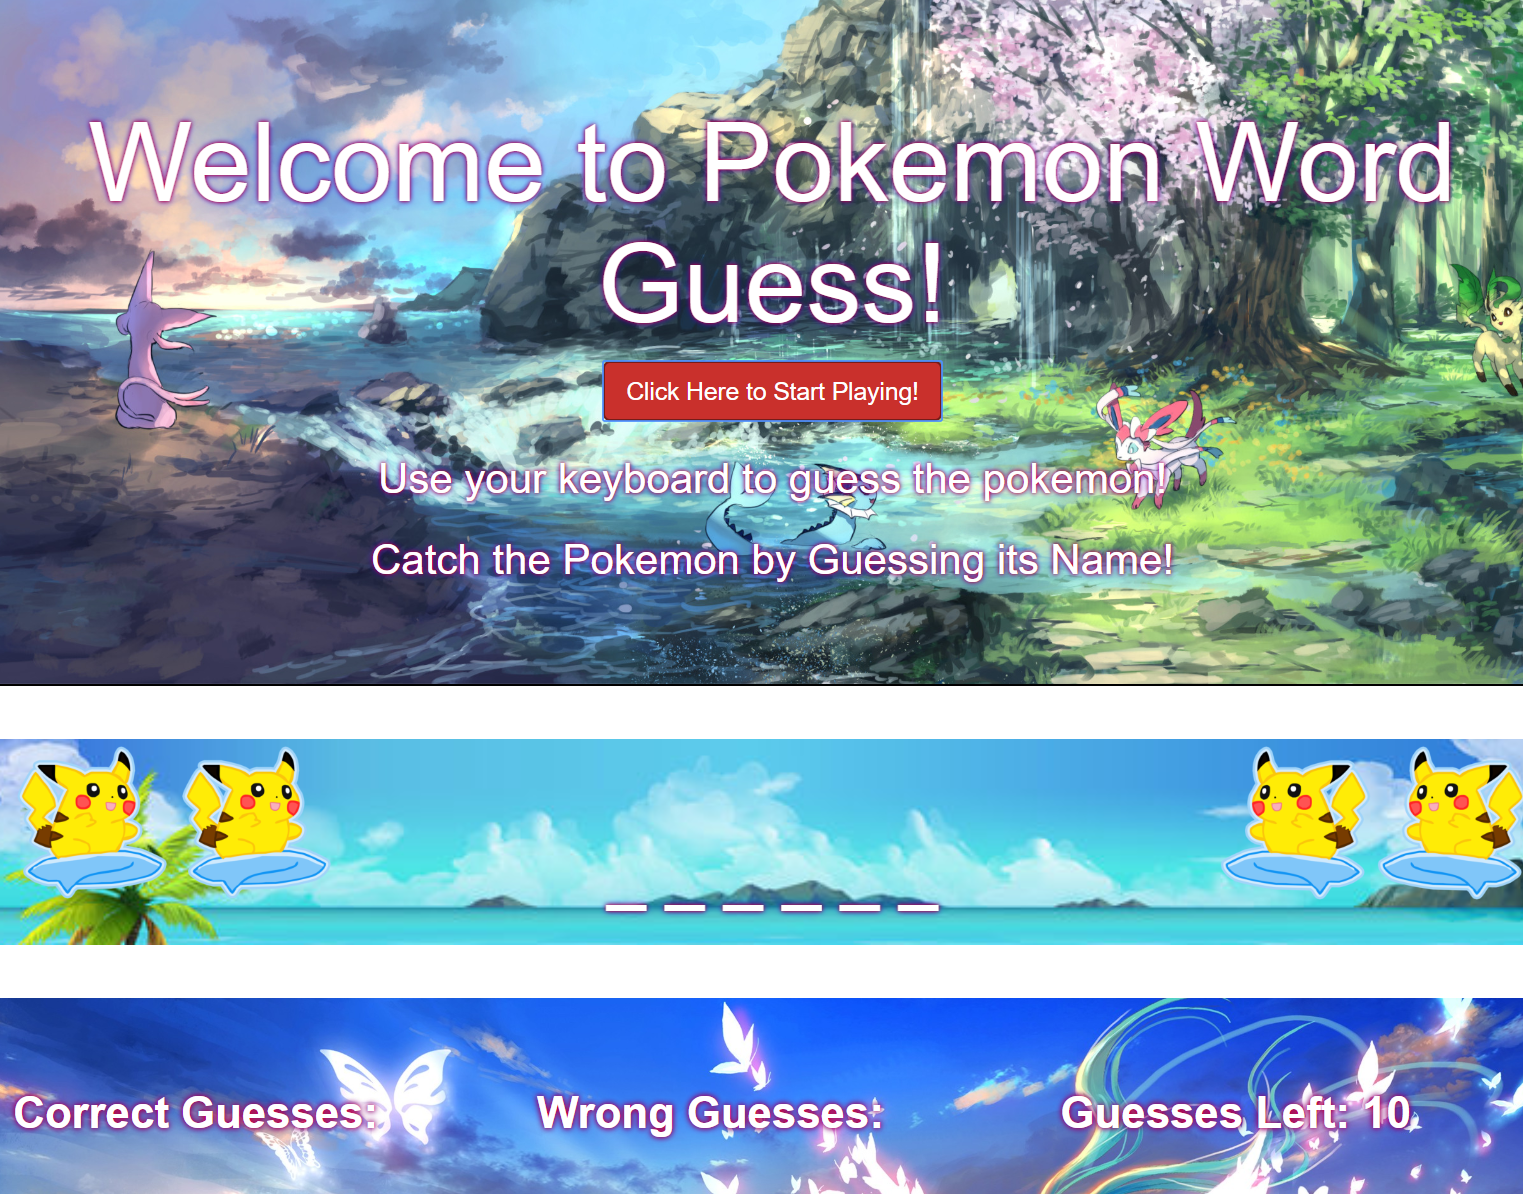 Welcome to Pokemon Word
Guess!
Click Here to Start Playing!
Use your keyboard to guess the pokemon!
Catch the Pokemon by Guessing its Name!
_ _ _ _ _ _
Correct Guesses:
Wrong Guesses:
Guesses Left: 10